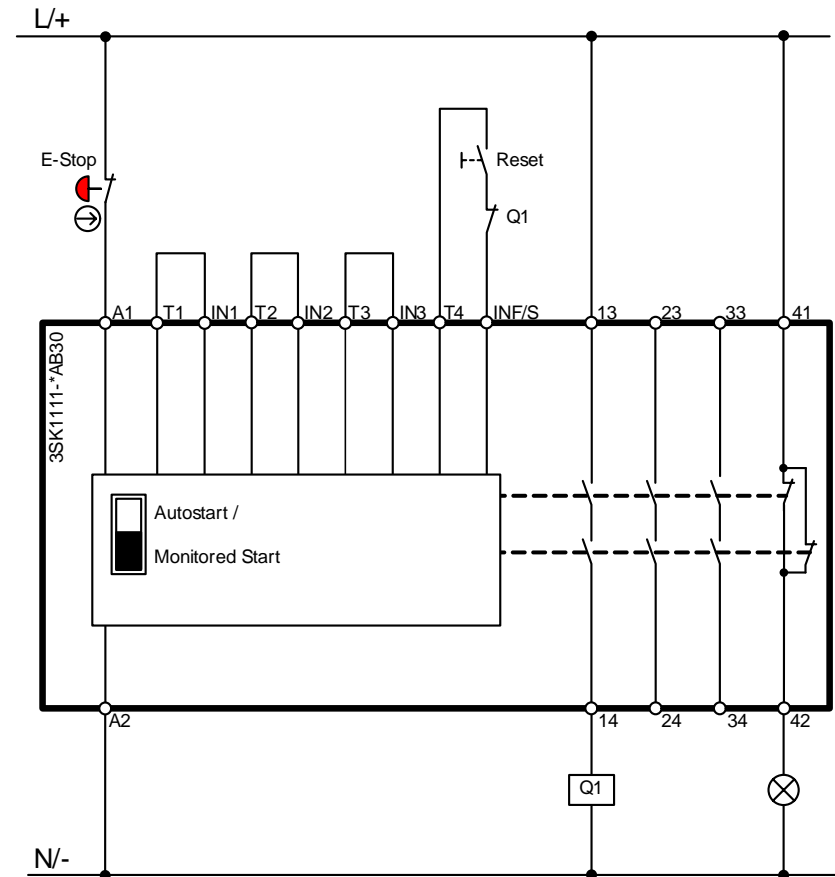 L/+
E-Stop
Reset
Q1
A1
T1
IN1
T2
IN2
T3
IN3
T4
INF/S
13
23
33
41
3SK1111-*AB30
Autostart /
Monitored Start
A2
14
24
34
42
Q1
N/-